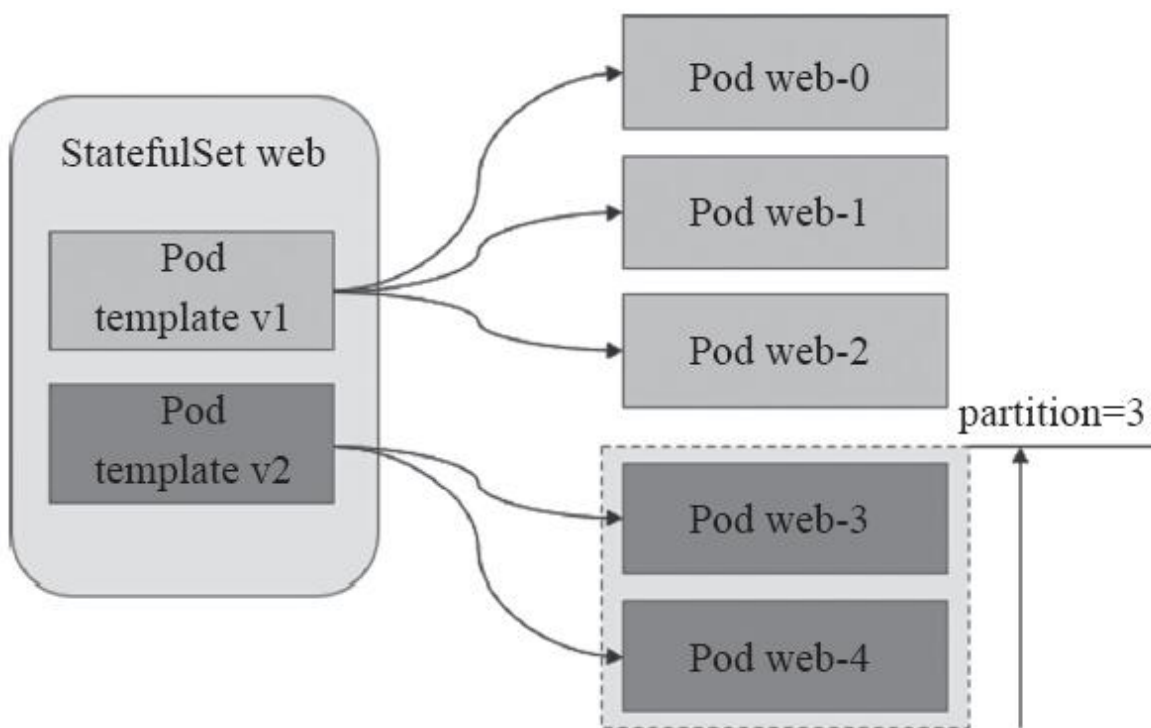 StatefulSet web
Pod
template v1
Pod
template v2
Pod web-0
Pod web-1
Pod web-2
partition=3
Pod web-3
Pod web-4